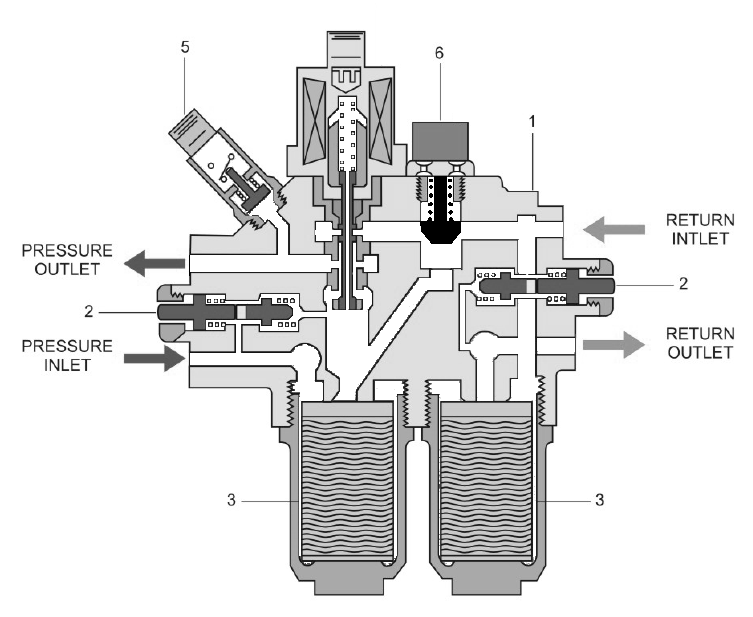 5
6
1
RETURN
INTLET
PRESSURE
OUTLET
2
2
RETURN
OUTLET
PRESSURE
INLET
3
3